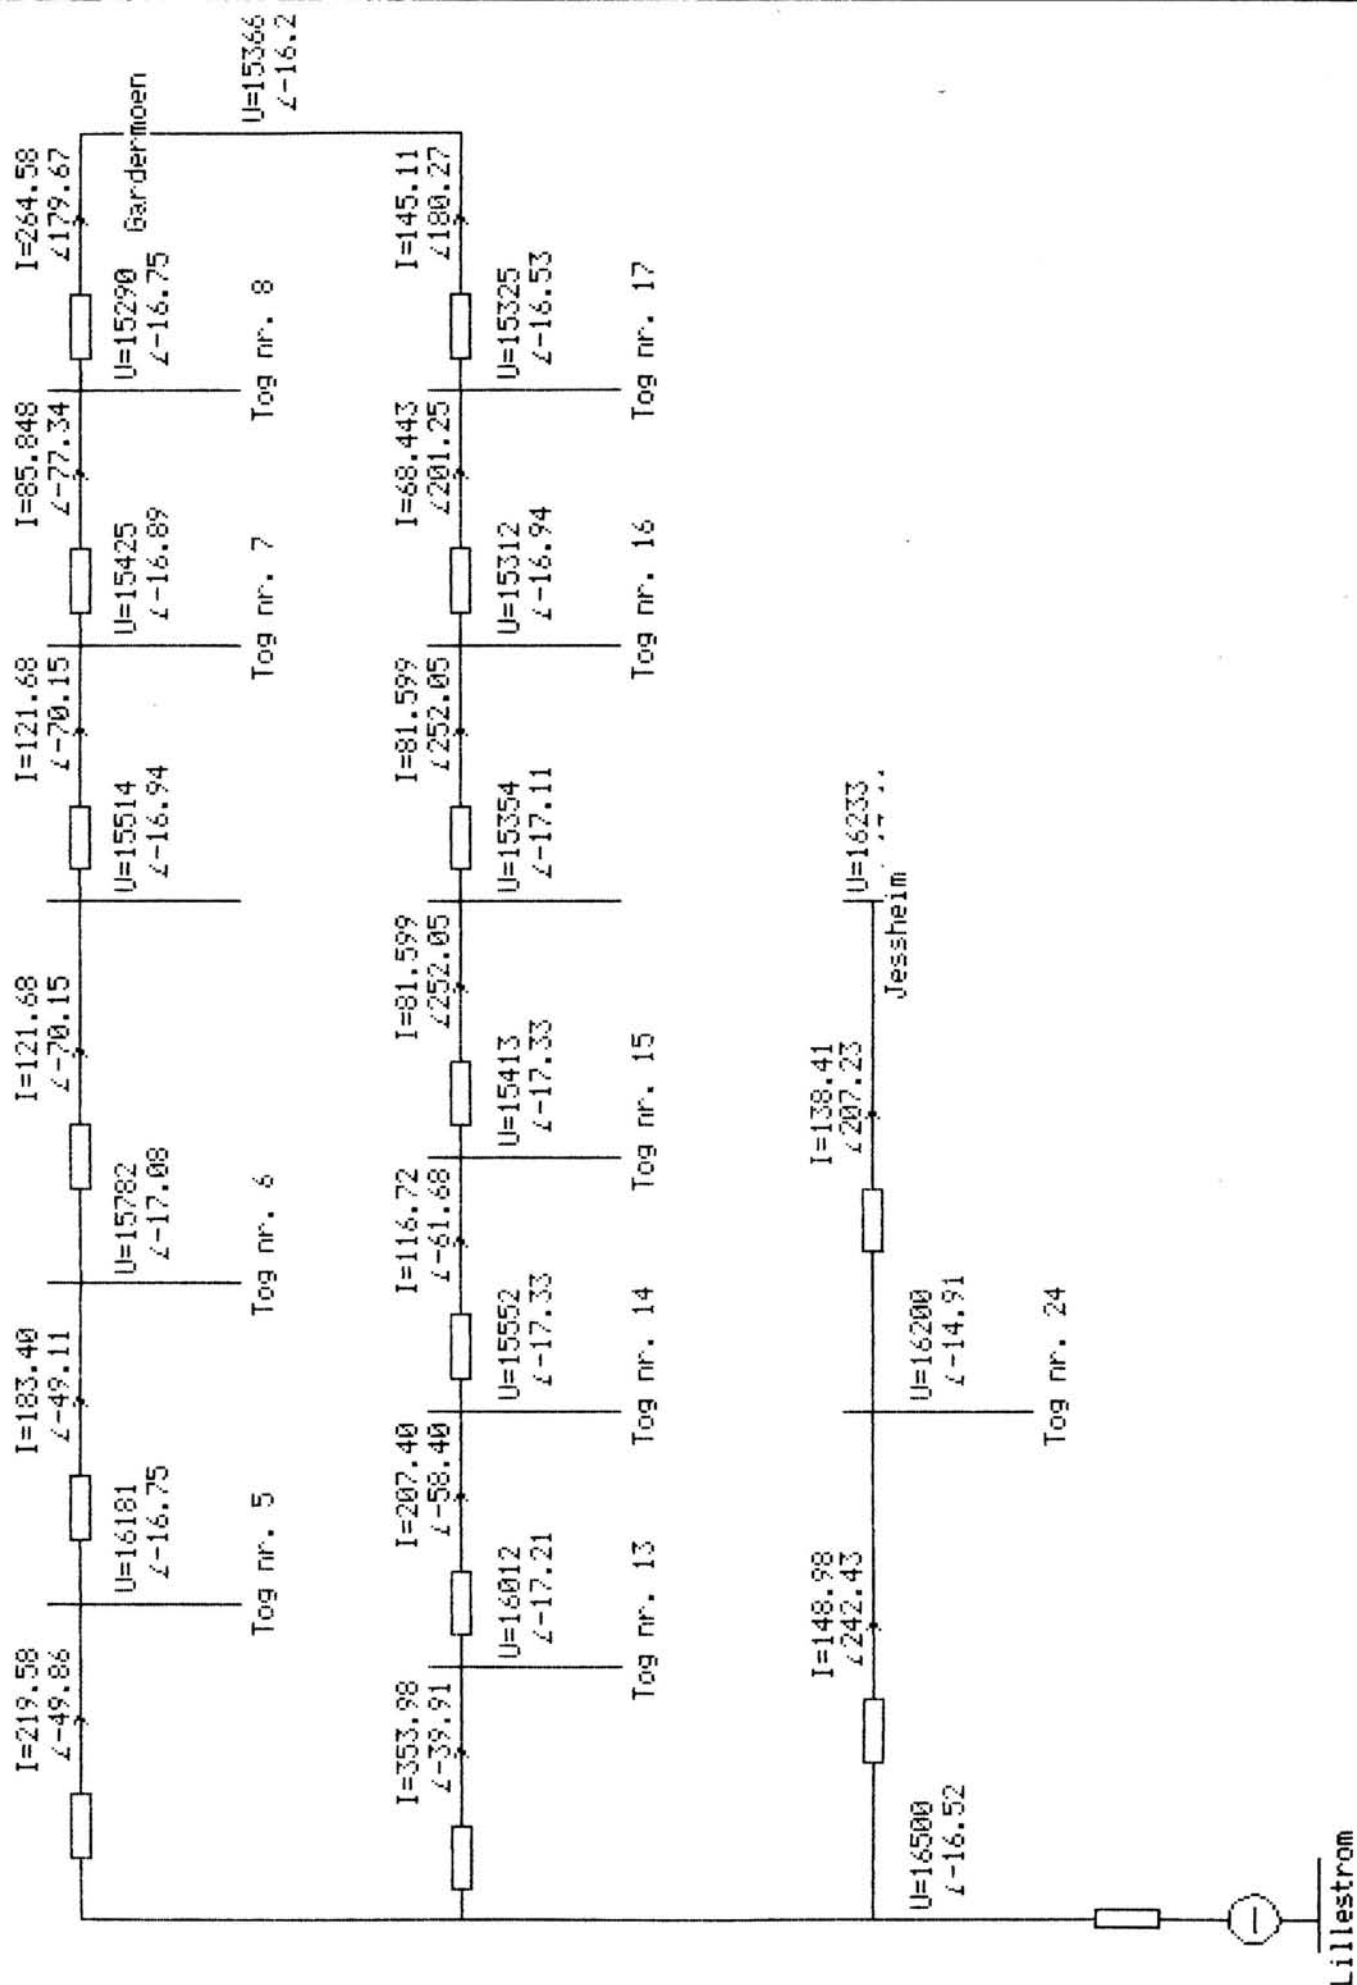 I=219.58
∠-49.86
I=183.40
∠-49.11
I=121.68
∠-70.15
I=121.68
∠-70.15
I=85.848
∠-77.34
I=264.58
∠179.67
U=16181
∠-16.75
U=15782
∠-17.08
U=15514
∠-16.94
U=15425
∠-16.89
U=15290
∠-16.75
Gardermoen
Tog nr. 5
Tog nr. 6
Tog nr. 7
Tog nr. 8
U=15366
∠-16.2
I=353.98
∠-39.91
I=207.40
∠-58.40
I=116.72
∠-61.68
I=81.599
∠252.05
I=81.599
∠252.05
I=68.443
∠201.25
I=145.11
∠180.27
U=16012
∠-17.21
U=15552
∠-17.33
U=15413
∠-17.33
U=15354
∠-17.11
U=15312
∠-16.94
U=15325
∠-16.53
Tog nr. 13
Tog nr. 14
Tog nr. 15
Tog nr. 16
Tog nr. 17
I=148.98
∠242.43
I=138.41
∠207.23
U=16233
Jessheim
U=16500
∠-16.52
U=16200
∠-14.91
Tog nr. 24
Lillestrom